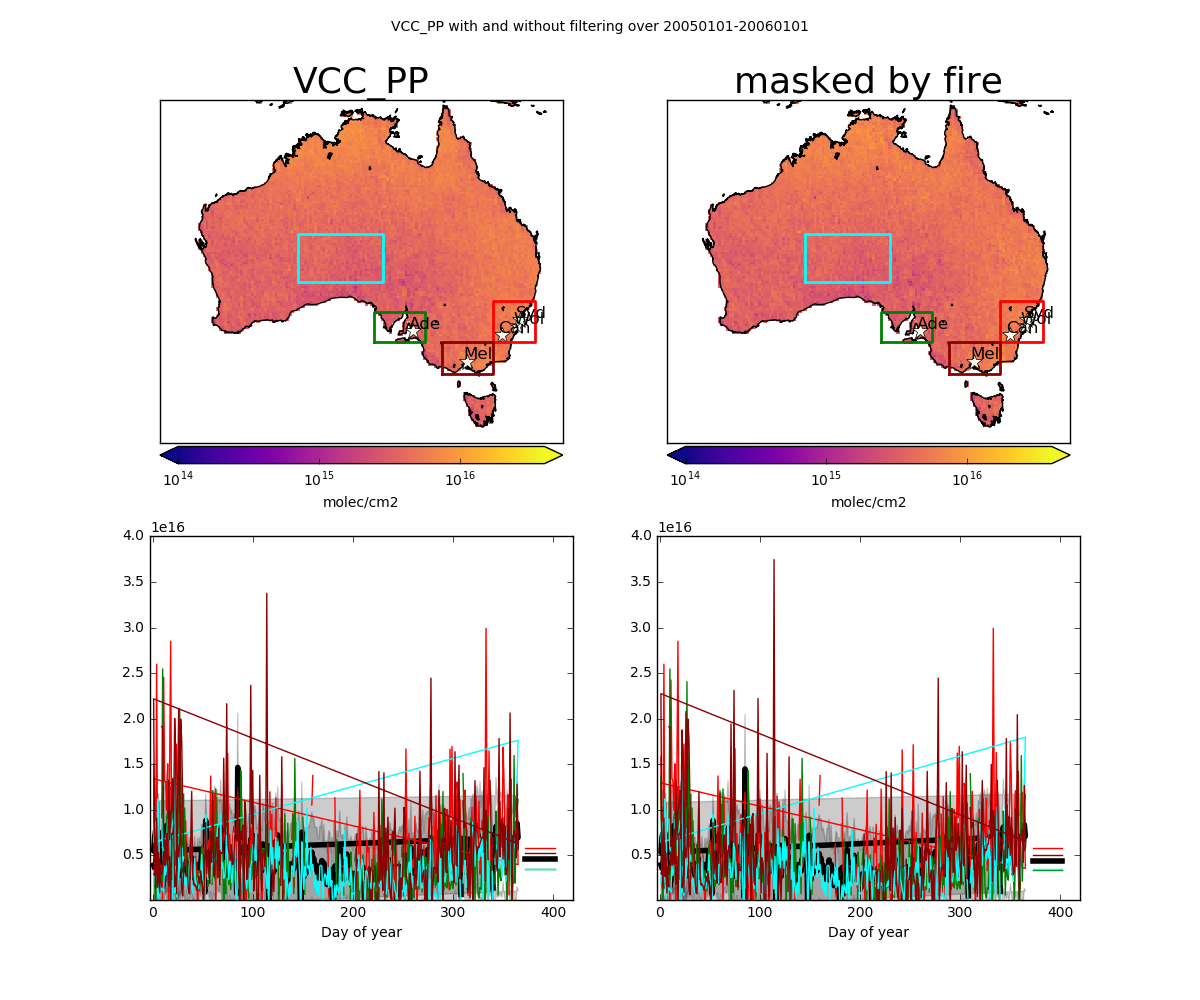 VCC_PP with and without filtering over 20050101-20060101
VCC_PP
masked by fire
Ade
Syd
Wol
Can
Mel
Ade
Syd
Wol
Can
Mel
10^14 10^15 10^16
molec/cm2
10^14 10^15 10^16
molec/cm2
1e16
4.0
3.5
3.0
2.5
2.0
1.5
1.0
0.5
0 100 200 300 400
Day of year
1e16
4.0
3.5
3.0
2.5
2.0
1.5
1.0
0.5
0 100 200 300 400
Day of year